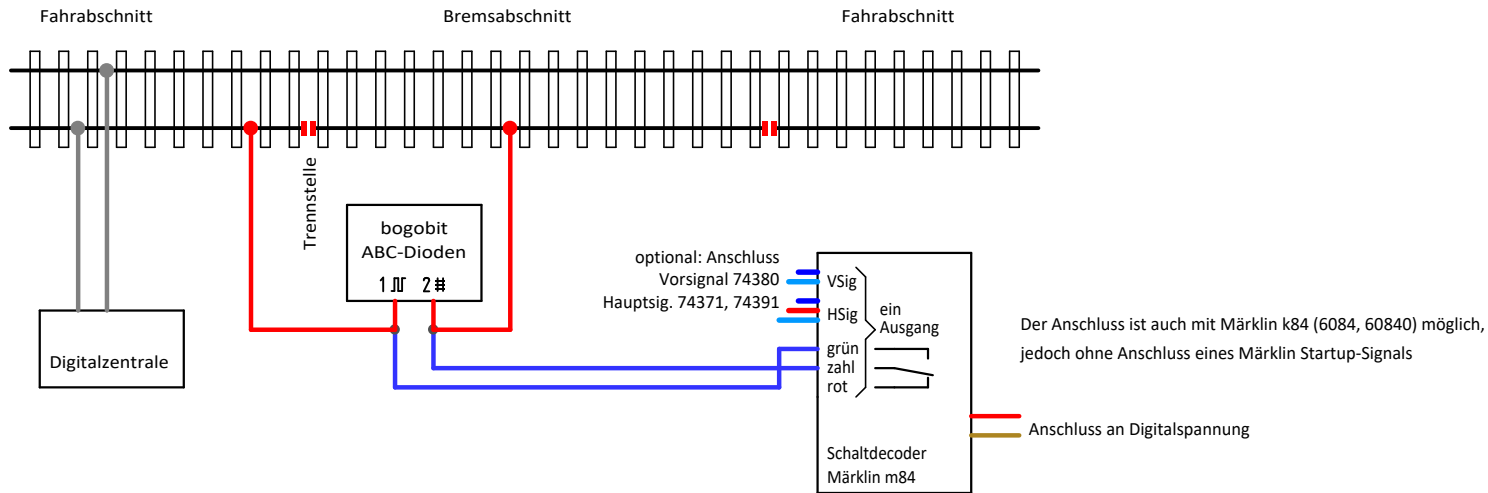 Fahrabschnitt
Bremsabschnitt
Fahrabschnitt
Trennstelle
bogobit
ABC-Dioden
1
2
Digitalzentrale
optional: Anschluss
Vorsignal 74380
Hauptsig. 74371, 74391
VSig
HSig
ein
Ausgang
grün
zahl
rot
Schaltdecoder
Märklin m84
Der Anschluss ist auch mit Märklin k84 (6084, 60840) möglich,
jedoch ohne Anschluss eines Märklin Startup-Signals
Anschluss an Digitalspannung